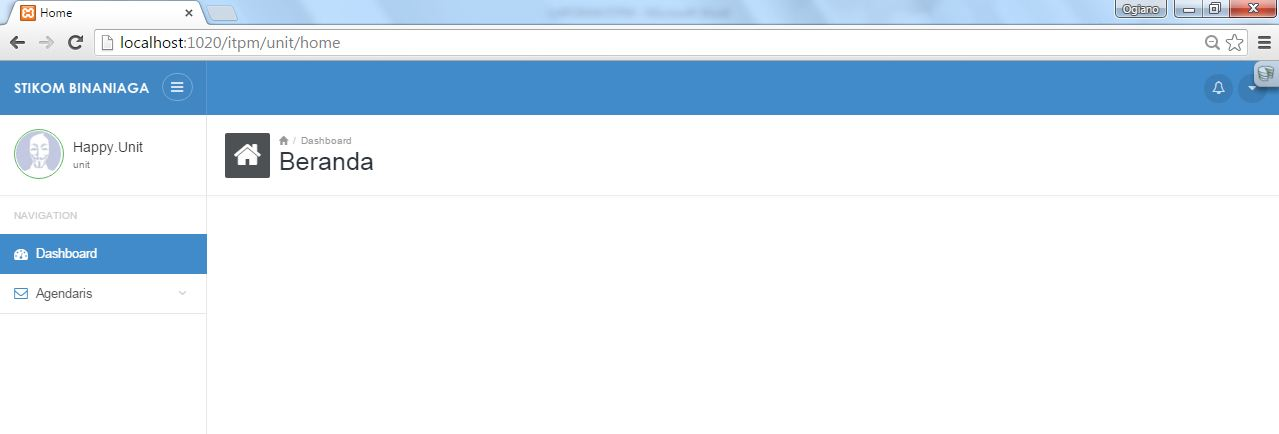 Home
Ogiano
localhost:1020/itpm/unit/home
STIKOM BINANIAGA
Happy.Unit
unit
/ Dashboard
Beranda
NAVIGATION
Dashboard
Agendaris